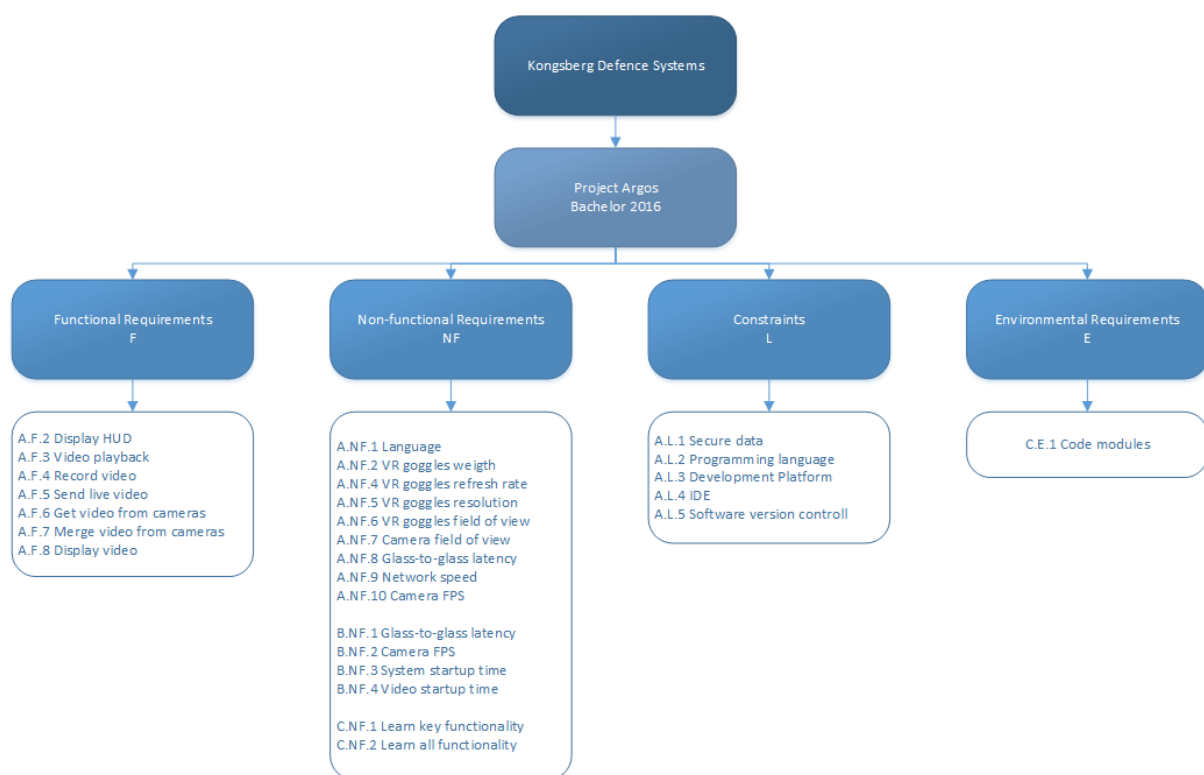 Kongsberg Defence Systems
Project Argos
Bachelor 2016
Functional Requirements
F
Non-functional Requirements
NF
Constraints
L
Environmental Requirements
E
A.F.2 Display HUD
A.F.3 Video playback
A.F.4 Record video
A.F.5 Send live video
A.F.6 Get video from cameras
A.F.7 Merge video from cameras
A.F.8 Display video
A.NF.1 Language
A.NF.2 VR goggles weigth
A.NF.4 VR goggles refresh rate
A.NF.5 VR goggles resolution
A.NF.6 VR goggles field of view
A.NF.7 Camera field of view
A.NF.8 Glass-to-glass latency
A.NF.9 Network speed
A.NF.10 Camera FPS
B.NF.1 Glass-to-glass latency
B.NF.2 Camera FPS
B.NF.3 System startup time
B.NF.4 Video startup time
C.NF.1 Learn key functionality
C.NF.2 Learn all functionality
A.L.1 Secure data
A.L.2 Programming language
A.L.3 Development Platform
A.L.4 IDE
A.L.5 Software version controll
C.E.1 Code modules